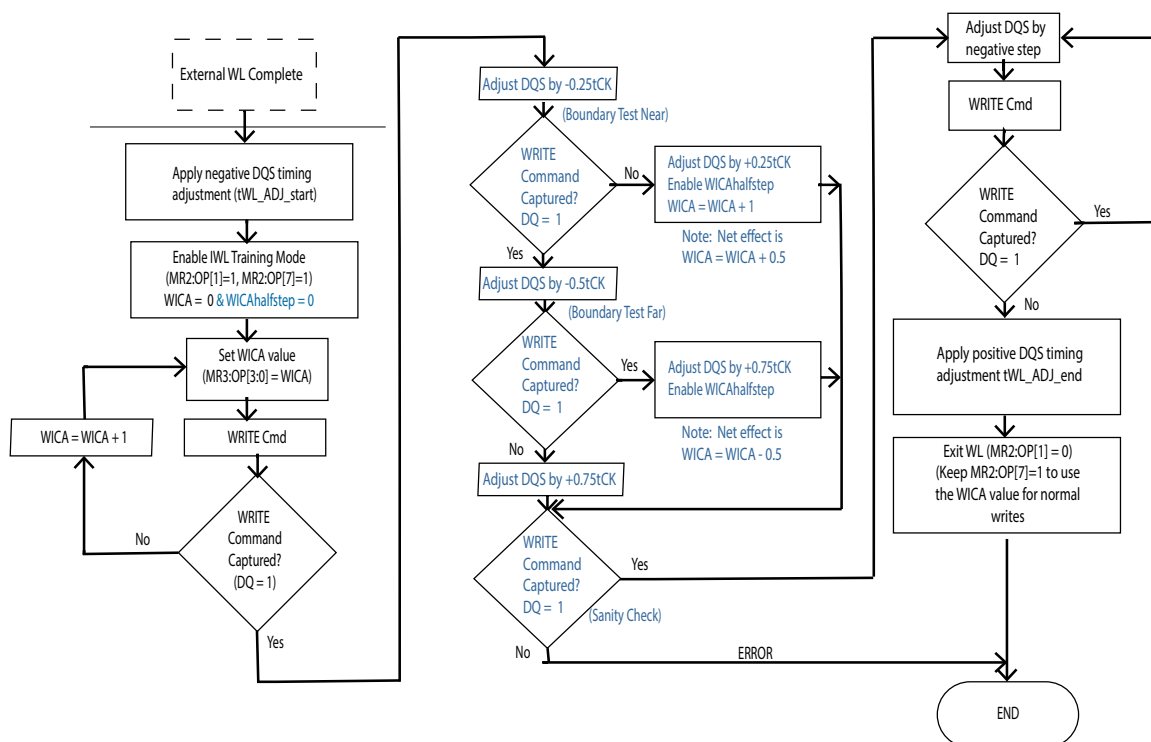 External WL Complete
Apply negative DQS timing
adjustment (tWL_ADJ_start)
Enable IWL Training Mode
(MR2:OP[1]=1, MR2:OP[7]=1)
WICA = 0 & WICAhalfstep = 0
Set WICA value
(MR3:OP[3:0] = WICA)
WICA = WICA + 1
WRITE Cmd
WRITE
Command
Captured?
(DQ = 1)
No
Yes
Adjust DQS by -0.25tCK
(Boundary Test Near)
WRITE
Command
Captured?
DQ = 1
No
Adjust DQS by +0.25tCK
Enable WICAhalfstep
WICA = WICA + 1
Note: Net effect is
WICA = WICA + 0.5
Yes
Adjust DQS by -0.5tCK
(Boundary Test Far)
WRITE
Command
Captured?
DQ = 1
Yes
Adjust DQS by +0.75tCK
Enable WICAhalfstep
Note: Net effect is
WICA = WICA - 0.5
No
Adjust DQS by +0.75tCK
WRITE
Command
Captured?
DQ = 1
Yes
(Sanity Check)
No
ERROR
Adjust DQS by
negative step
WRITE Cmd
WRITE
Command
Captured?
DQ = 1
Yes
No
Apply positive DQS timing
adjustment tWL_ADJ_end
Exit WL (MR2:OP[1] = 0)
(Keep MR2:OP[7]=1 to use
the WICA value for normal
writes
END